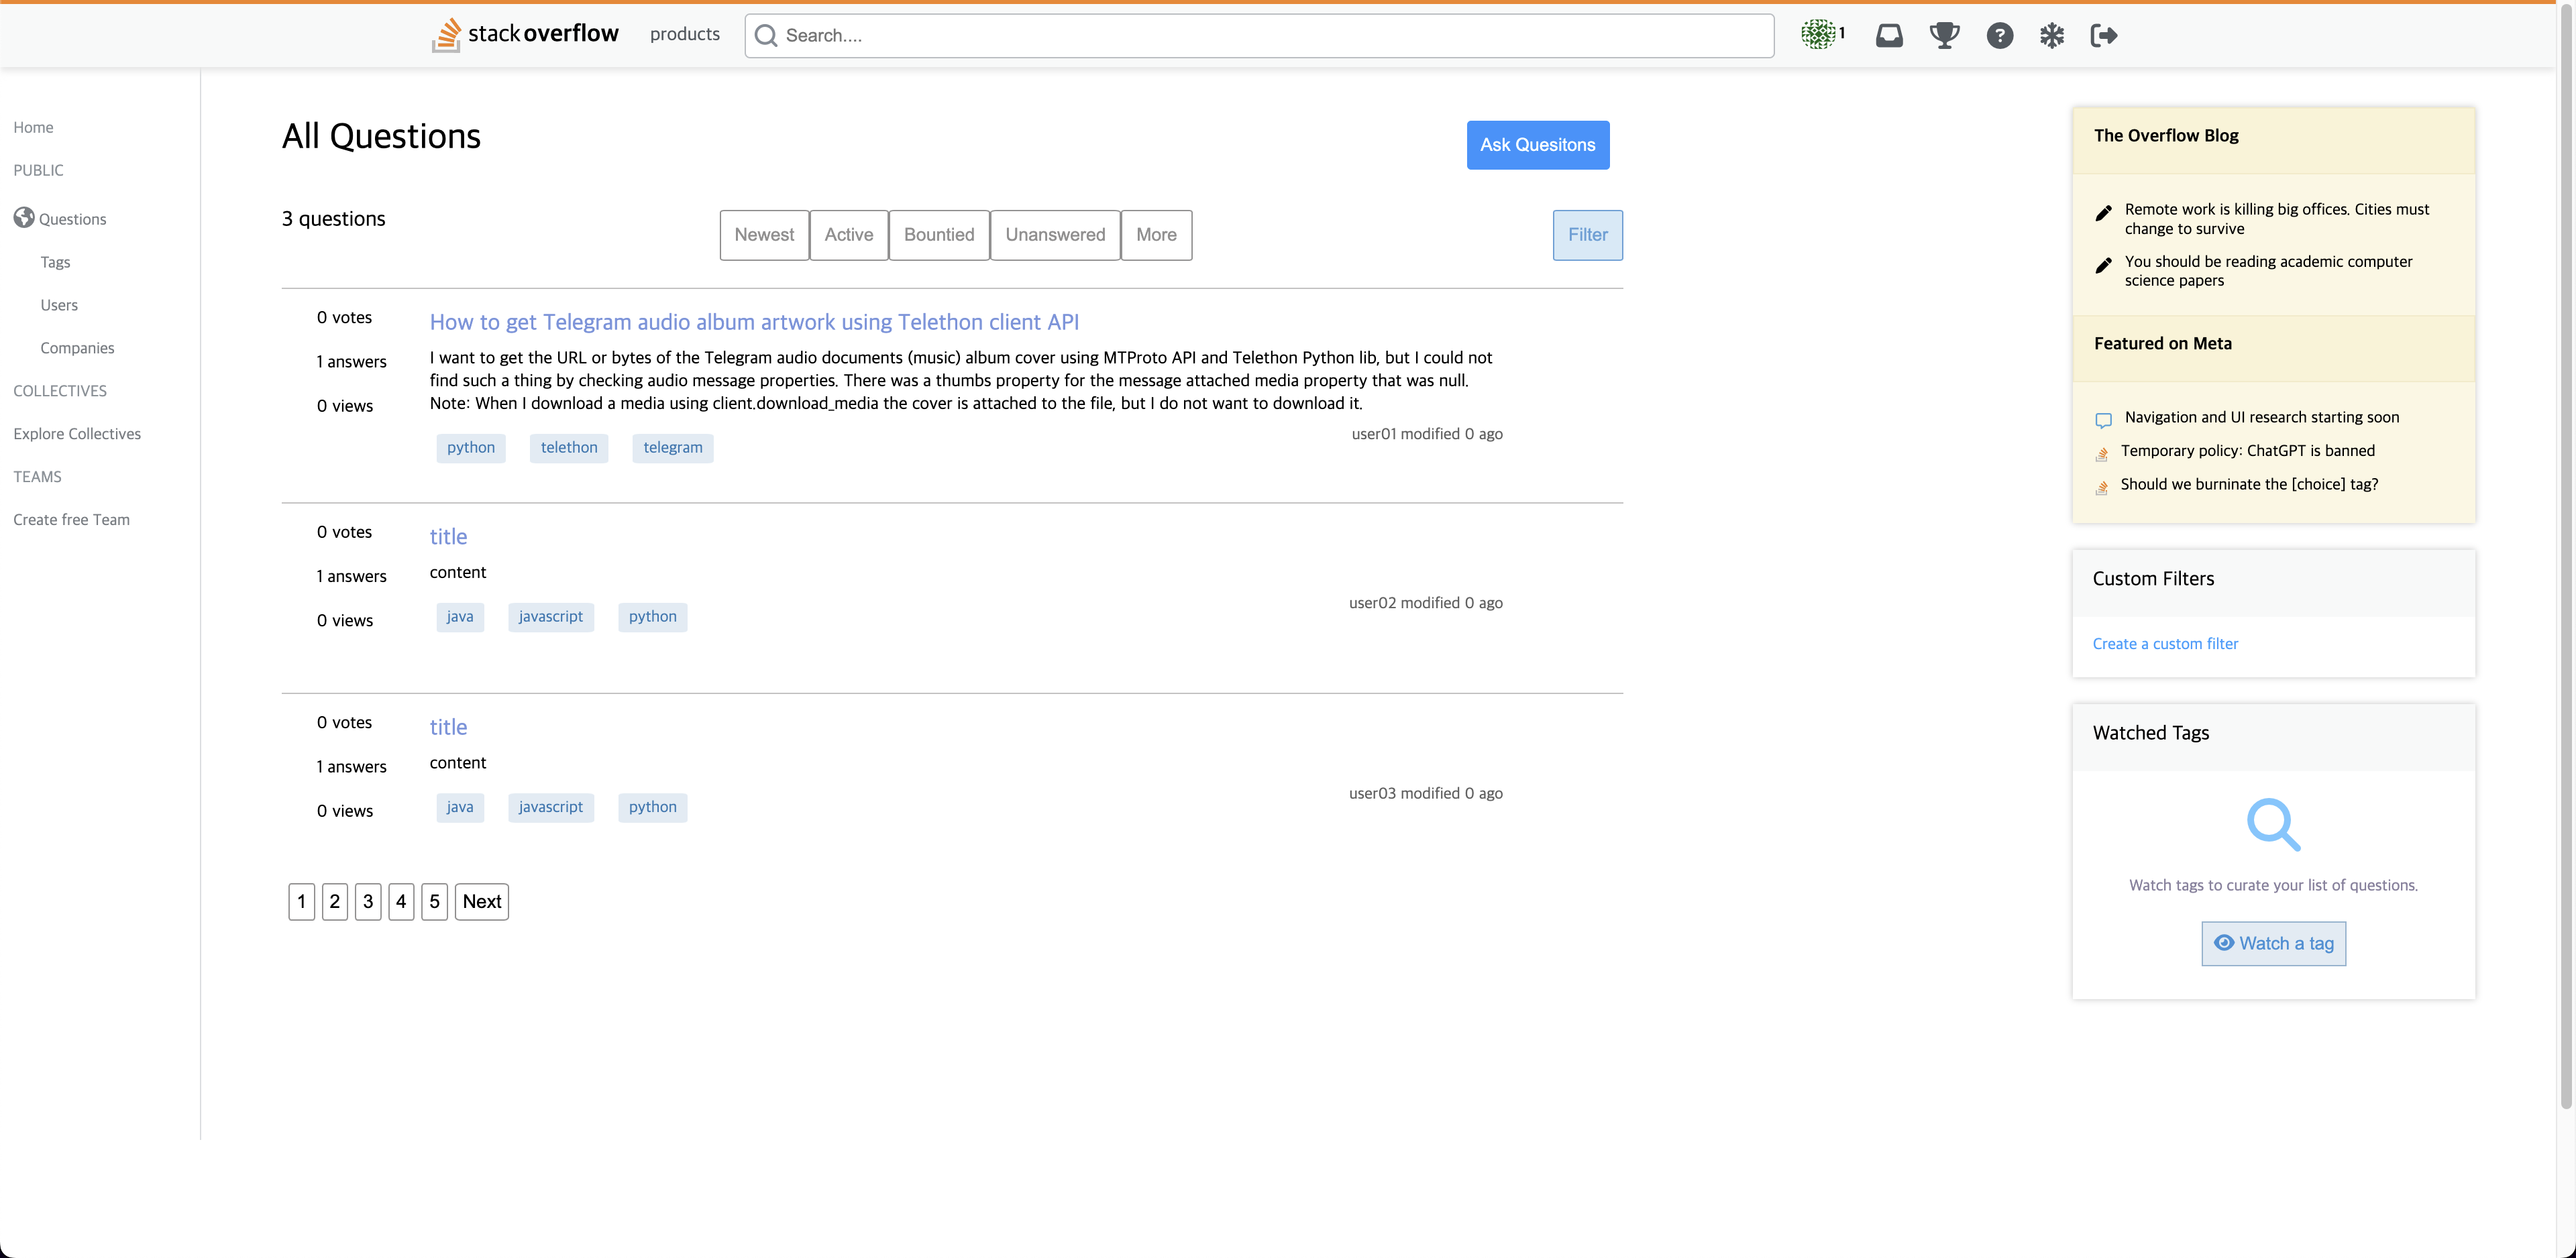 stack overflow
products
Search....
1
Home
PUBLIC
Questions
Tags
Users
Companies
COLLECTIVES
Explore Collectives
TEAMS
Create free Team
All Questions
Ask Quesitons
3 questions
Newest
Active
Bountied
Unanswered
More
Filter
0 votes
1 answers
0 views
How to get Telegram audio album artwork using Telethon client API
I want to get the URL or bytes of the Telegram audio documents (music) album cover using MTProto API and Telethon Python lib, but I could not
find such a thing by checking audio message properties. There was a thumbs property for the message attached media property that was null.
Note: When I download a media using client.download_media the cover is attached to the file, but I do not want to download it.
python
telethon
telegram
user01 modified 0 ago
0 votes
1 answers
0 views
title
content
java
javascript
python
user02 modified 0 ago
0 votes
1 answers
0 views
title
content
java
javascript
python
user03 modified 0 ago
1
2
3
4
5
Next
The Overflow Blog
Remote work is killing big offices. Cities must
change to survive
You should be reading academic computer
science papers
Featured on Meta
Navigation and UI research starting soon
Temporary policy: ChatGPT is banned
Should we burninate the [choice] tag?
Custom Filters
Create a custom filter
Watched Tags
Watch tags to curate your list of questions.
Watch a tag